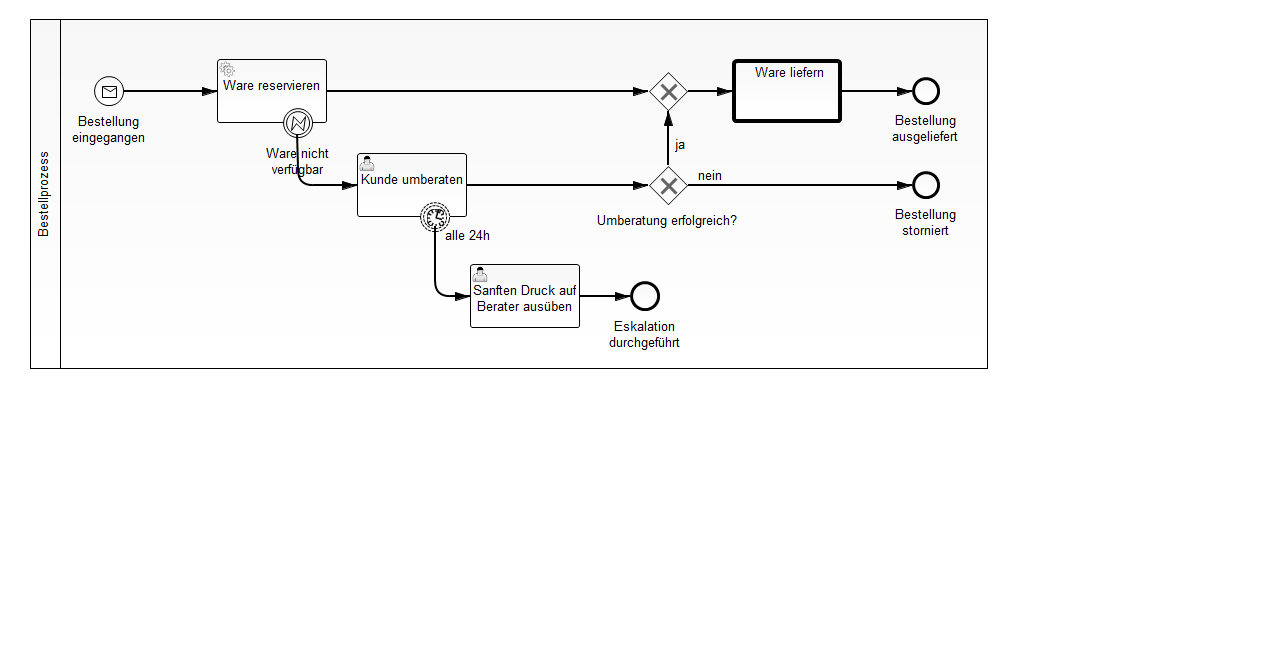 Bestellprozess
Bestellung
eingegangen
Ware reservieren
Ware nicht
verfügbar
Kunde umberaten
alle 24h
Sanften Druck auf
Berater ausüben
Eskalation
durchgeführt
ja
nein
Umberatung erfolgreich?
Ware liefern
Bestellung
ausgeliefert
Bestellung
storniert